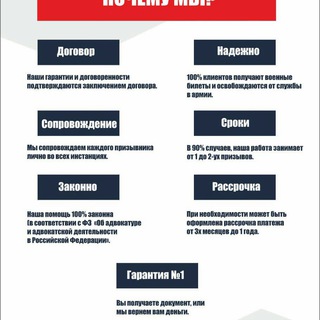 ПОЧЕМУ МЫ?
Договор
Наши гарантии и договоренности
подтверждаются заключением договора.
Надежно
100% клиентов получают военные
билеты и освобождаются от службы
в армии.
Сопровождение
Мы сопровождаем каждого призывника
лично во всех инстанциях.
Сроки
В 90% случаев, наша работа занимает
от 1 до 2-ух призывов.
Законно
Наша помощь 100% законна
(в соответствии с ФЗ «Об адвокатуре
и адвокатской деятельности
в Российской Федерации».
Рассрочка
При необходимости может быть
оформлена рассрочка платежа
от 3х месяцев до 1 года.
Гарантия №1
Вы получаете документ, или
мы вернем вам деньги.